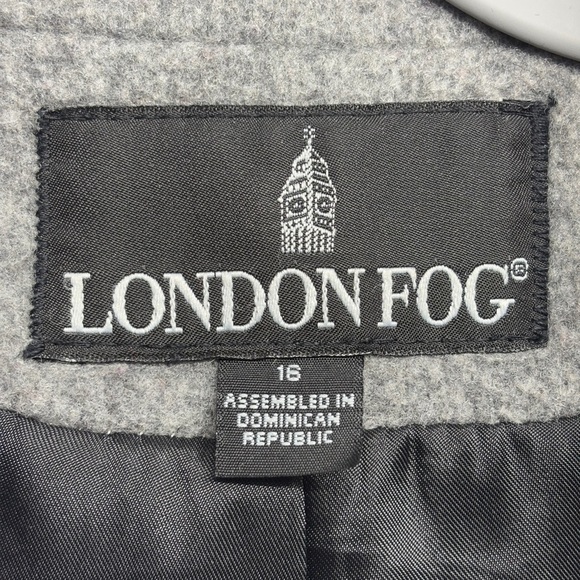 LONDON FOG®
16
ASSEMBLED IN
DOMINICAN
REPUBLIC